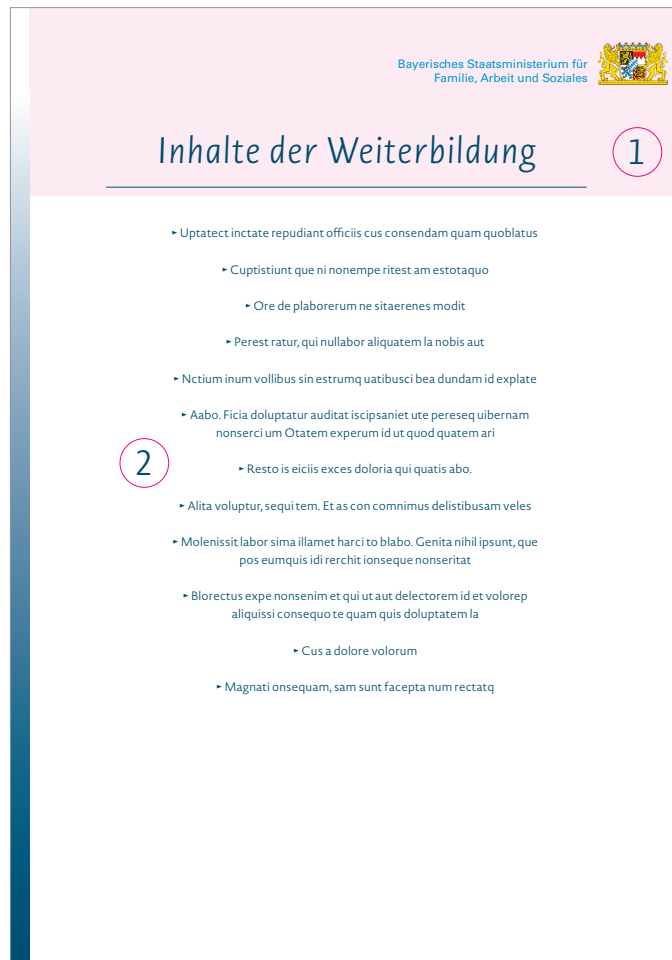 Bayerisches Staatsministerium für
Familie, Arbeit und Soziales
Inhalte der Weiterbildung
1
► Uptatect inctate repudiant officiis cus consendam quam quoblatus
► Cuptistiunt que ni nonempe ritest am estotaquo
► Ore de plaborerum ne sitaerenes modit
► Perest ratur, qui nullabor aliquatem la nobis aut
► Nctium inum vollibus sin estrumq uatibusci bea dundam id explate
► Aabo. Ficia doluptatur auditat iscipsaniet ute pereseq uibernam
nonserci um Otatem experum id ut quod quatem ari
2
► Resto is eiciis exces doloria qui quatis abo.
► Alita voluptur, sequi tem. Et as con comnimus delistibusam veles
► Molenissit labor sima illamet harci to blabo. Genita nihil ipsunt, que
pos eumquis idi rerchit ionseque nonseritat
► Blorectus expe nonsenim et qui ut aut delectorem id et volorep
aliquissi consequo te quam quis doluptatem la
► Cus a dolore volorum
► Magnati onsequam, sam sunt facepta num rectatq